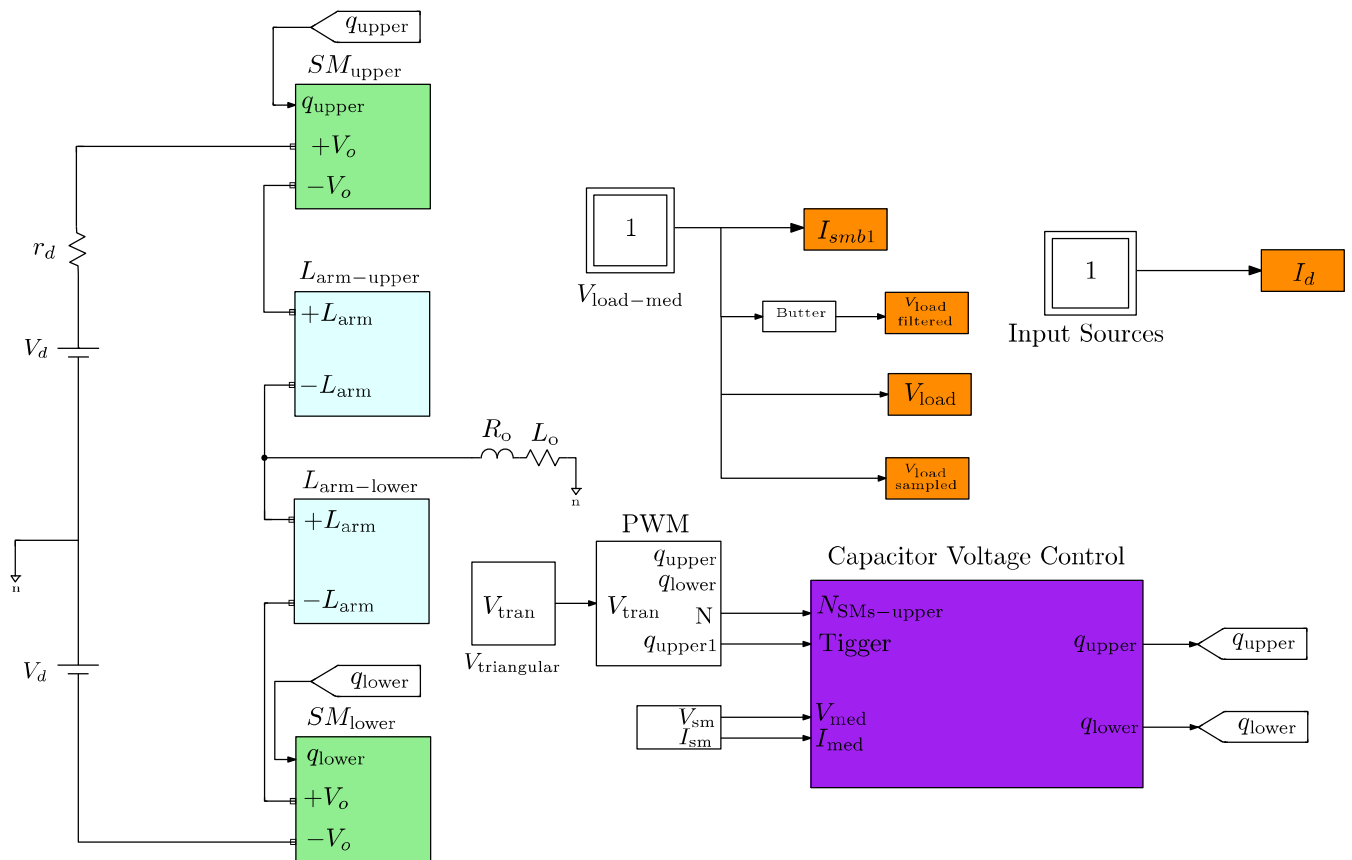 q_upper
SM_upper
q_upper
+V_o
−V_o
r_d
L_arm−upper
+L_arm
−L_arm
V_d
R_o
L_o
n
L_arm−lower
+L_arm
−L_arm
n
V_d
q_lower
SM_lower
q_lower
+V_o
−V_o
1
V_load−med
I_smb1
Butter
V_load
filtered
V_load
V_load
sampled
1
Input Sources
I_d
V_tran
V_triangular
PWM
q_upper
q_lower
V_tran
N
q_upper1
V_sm
I_sm
Capacitor Voltage Control
N_SMs−upper
Tigger
V_med
I_med
q_upper
q_lower
q_upper
q_lower